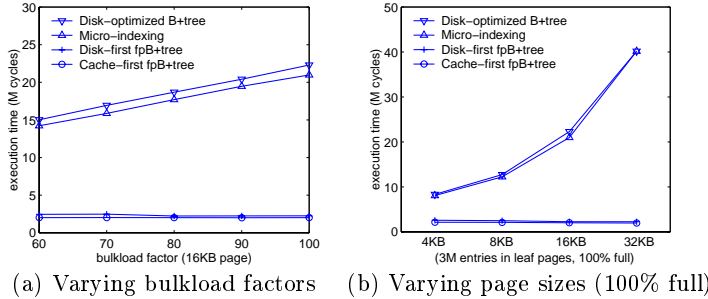 30
25
20
15
10
5
0
execution time (M cycles)
Disk-optimized B+tree
Micro-indexing
Disk-first fpB+tree
Cache-first fpB+tree
60 70 80 90 100
bulkload factor (16KB page)
(a) Varying bulkload factors
50
40
30
20
10
0
execution time (M cycles)
Disk-optimized B+tree
Micro-indexing
Disk-first fpB+tree
Cache-first fpB+tree
4KB 8KB 16KB 32KB
(3M entries in leaf pages, 100% full)
(b) Varying page sizes (100% full)